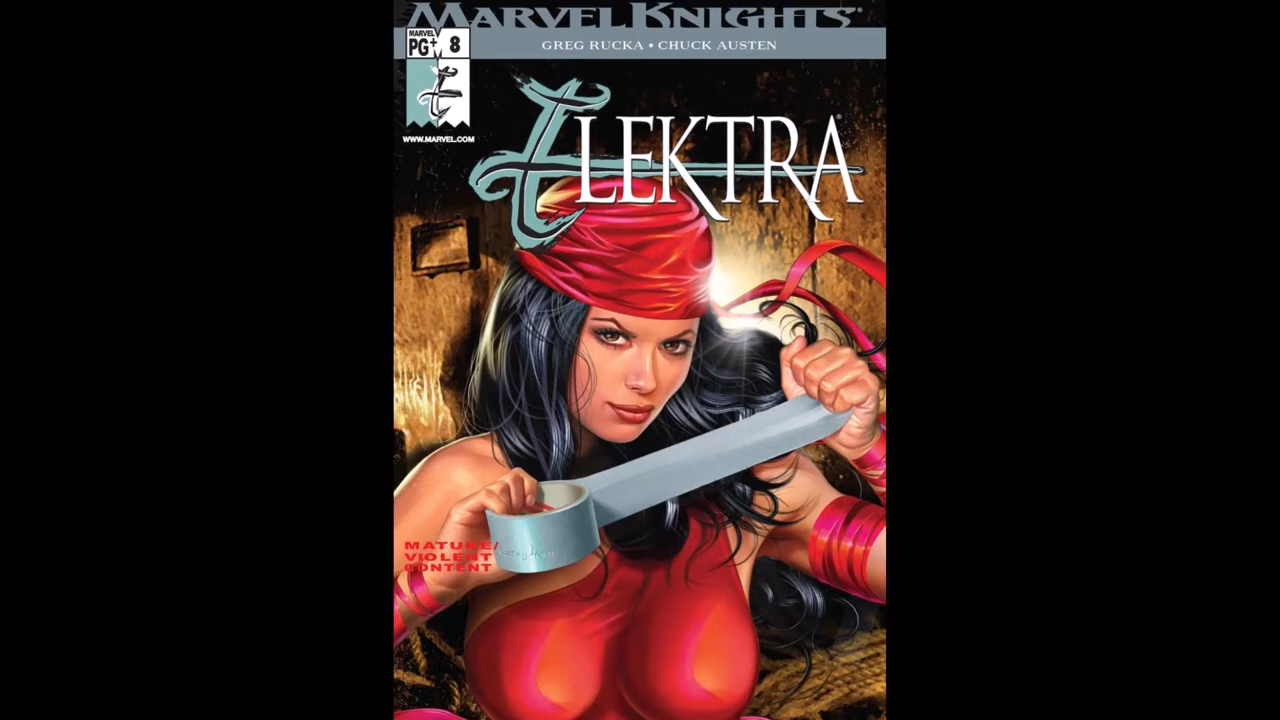 MARVEL KNIGHTS®
GREG RUCKA • CHUCK AUSTEN
MARVEL
PG+ 8
WWW.MARVEL.COM
ELEKTRA®
MATURE/
VIOLENT
CONTENT